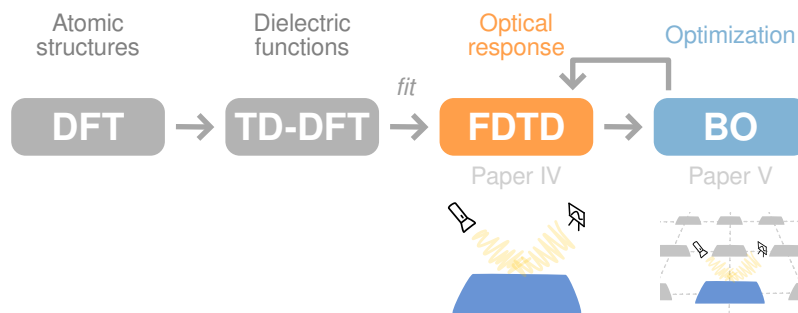 Atomic
structures
Dielectric
functions
Optical
response
Optimization
fit
DFT
TD-DFT
FDTD
BO
Paper IV
Paper V